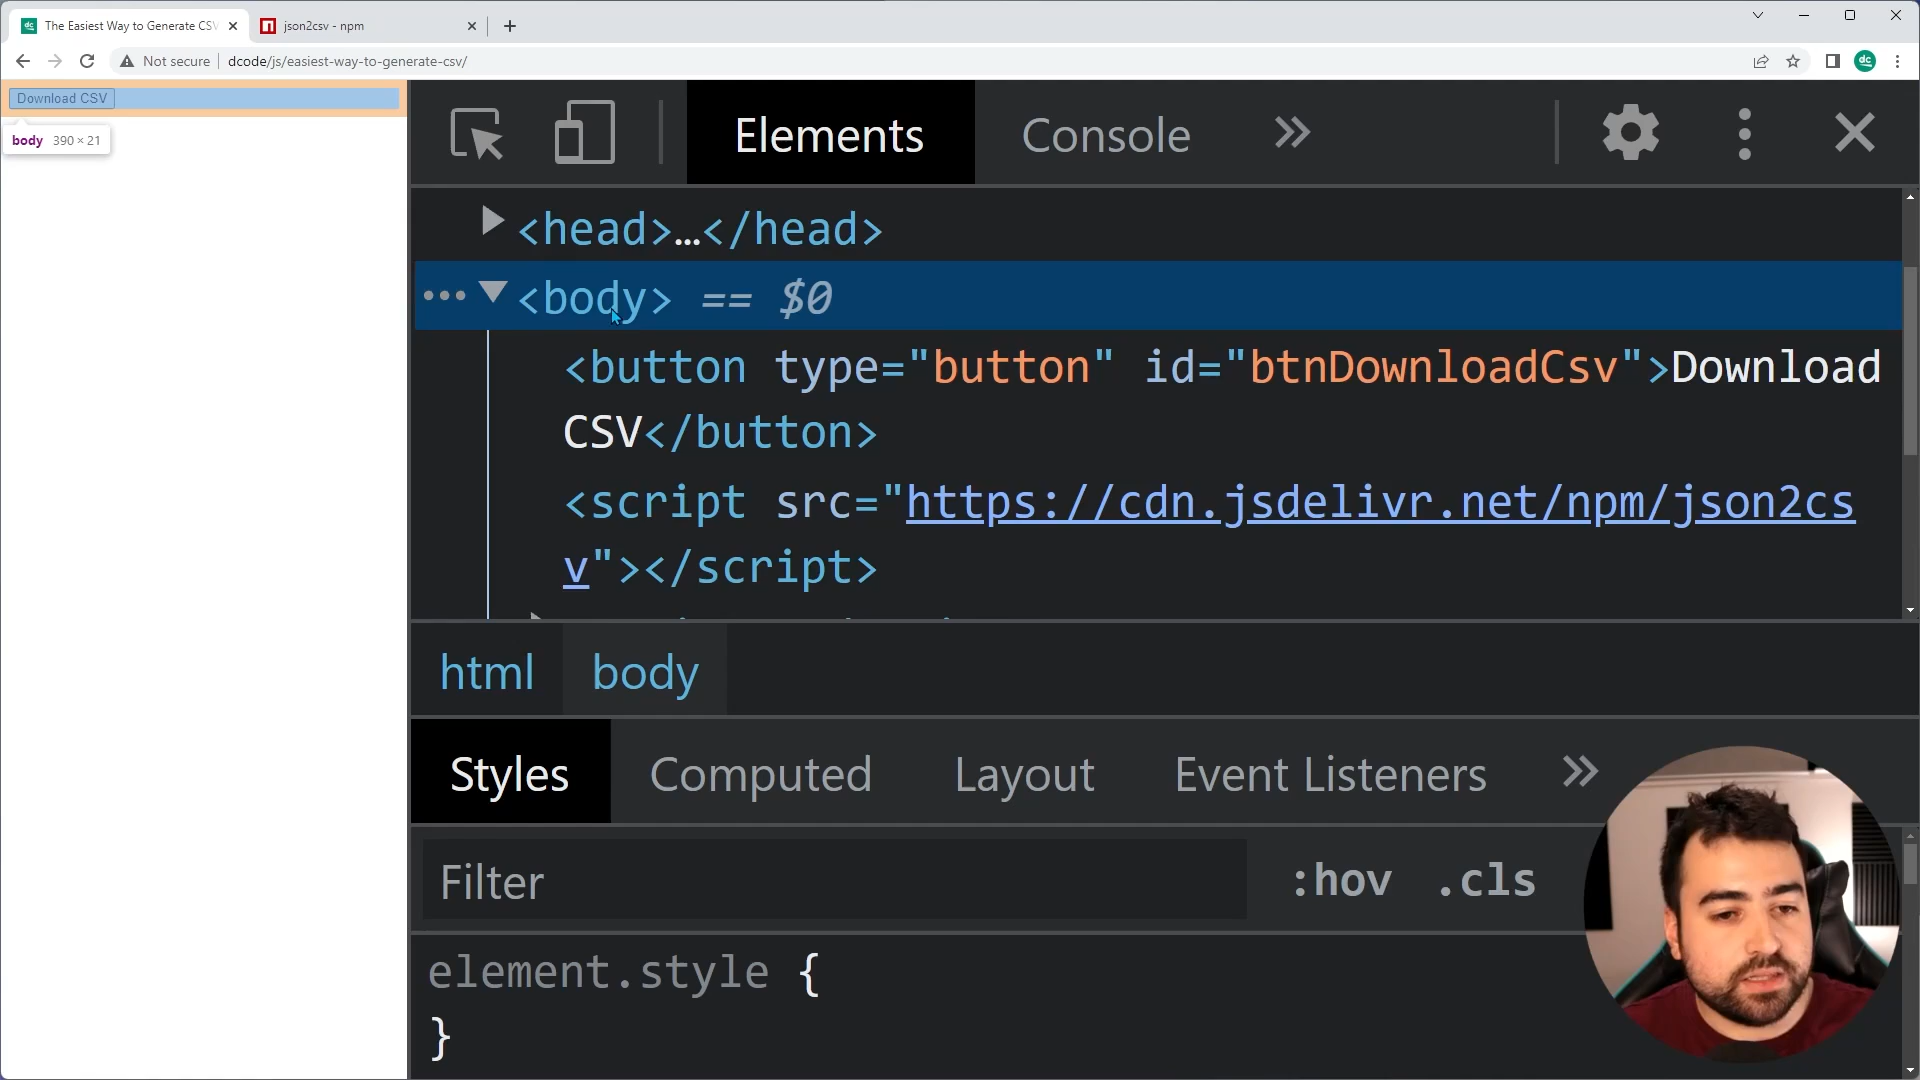 The Easiest Way to Generate CSV
json2csv - npm
Not secure
dcode/js/easiest-way-to-generate-csv/
dc
Download CSV
body 390 × 21
Elements
Console
<head>…</head>
<body> == $0
<button type="button" id="btnDownloadCsv">Download
CSV</button>
<script src="https://cdn.jsdelivr.net/npm/json2cs
v"></script>
html
body
Styles
Computed
Layout
Event Listeners
Filter
:hov
.cls
element.style {
}